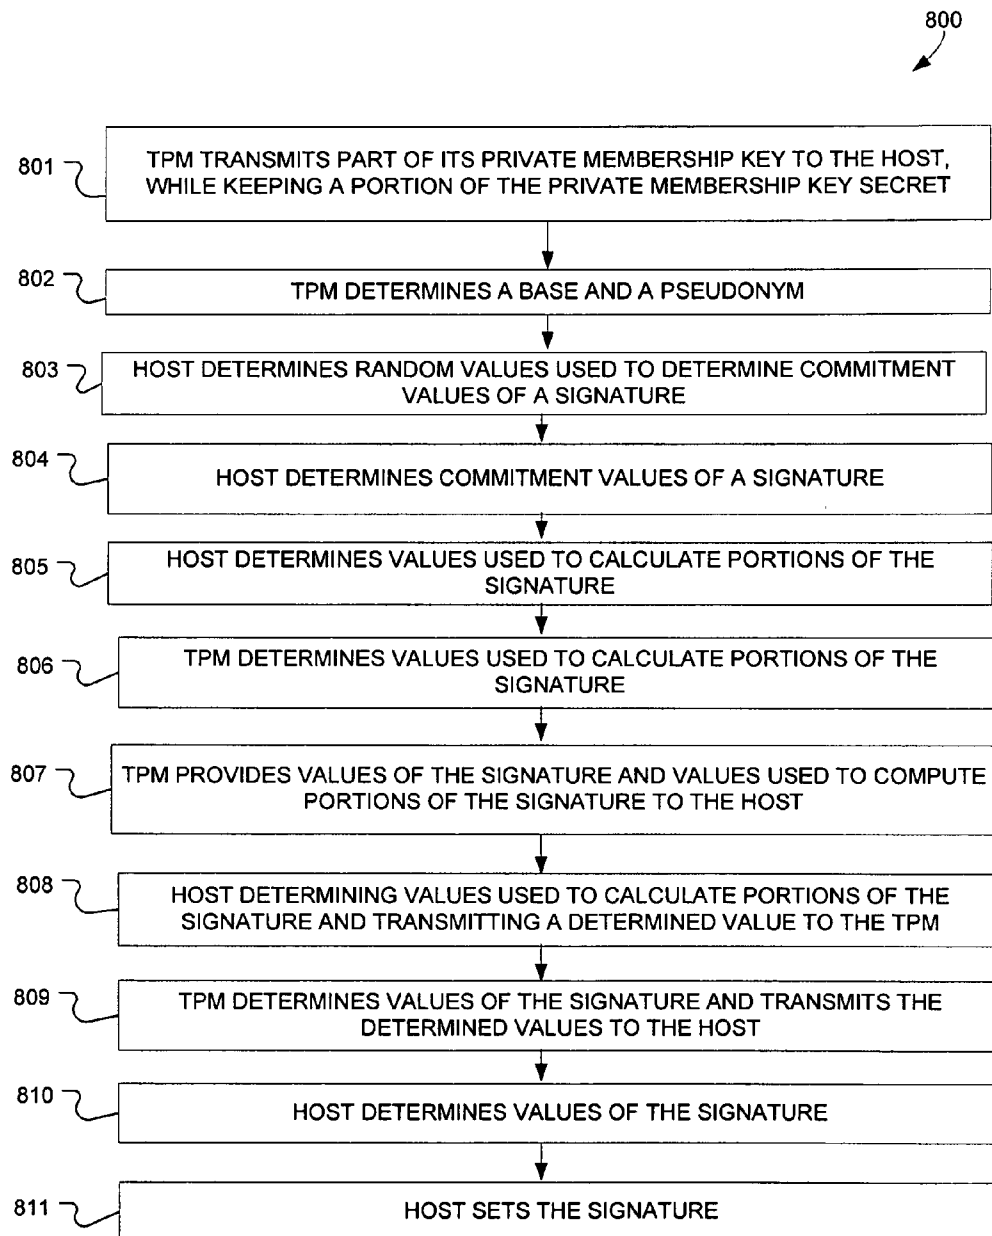 800
801
TPM TRANSMITS PART OF ITS PRIVATE MEMBERSHIP KEY TO THE HOST,
WHILE KEEPING A PORTION OF THE PRIVATE MEMBERSHIP KEY SECRET
802
TPM DETERMINES A BASE AND A PSEUDONYM
803
HOST DETERMINES RANDOM VALUES USED TO DETERMINE COMMITMENT
VALUES OF A SIGNATURE
804
HOST DETERMINES COMMITMENT VALUES OF A SIGNATURE
805
HOST DETERMINES VALUES USED TO CALCULATE PORTIONS OF THE
SIGNATURE
806
TPM DETERMINES VALUES USED TO CALCULATE PORTIONS OF THE
SIGNATURE
807
TPM PROVIDES VALUES OF THE SIGNATURE AND VALUES USED TO COMPUTE
PORTIONS OF THE SIGNATURE TO THE HOST
808
HOST DETERMINING VALUES USED TO CALCULATE PORTIONS OF THE
SIGNATURE AND TRANSMITTING A DETERMINED VALUE TO THE TPM
809
TPM DETERMINES VALUES OF THE SIGNATURE AND TRANSMITS THE
DETERMINED VALUES TO THE HOST
810
HOST DETERMINES VALUES OF THE SIGNATURE
811
HOST SETS THE SIGNATURE